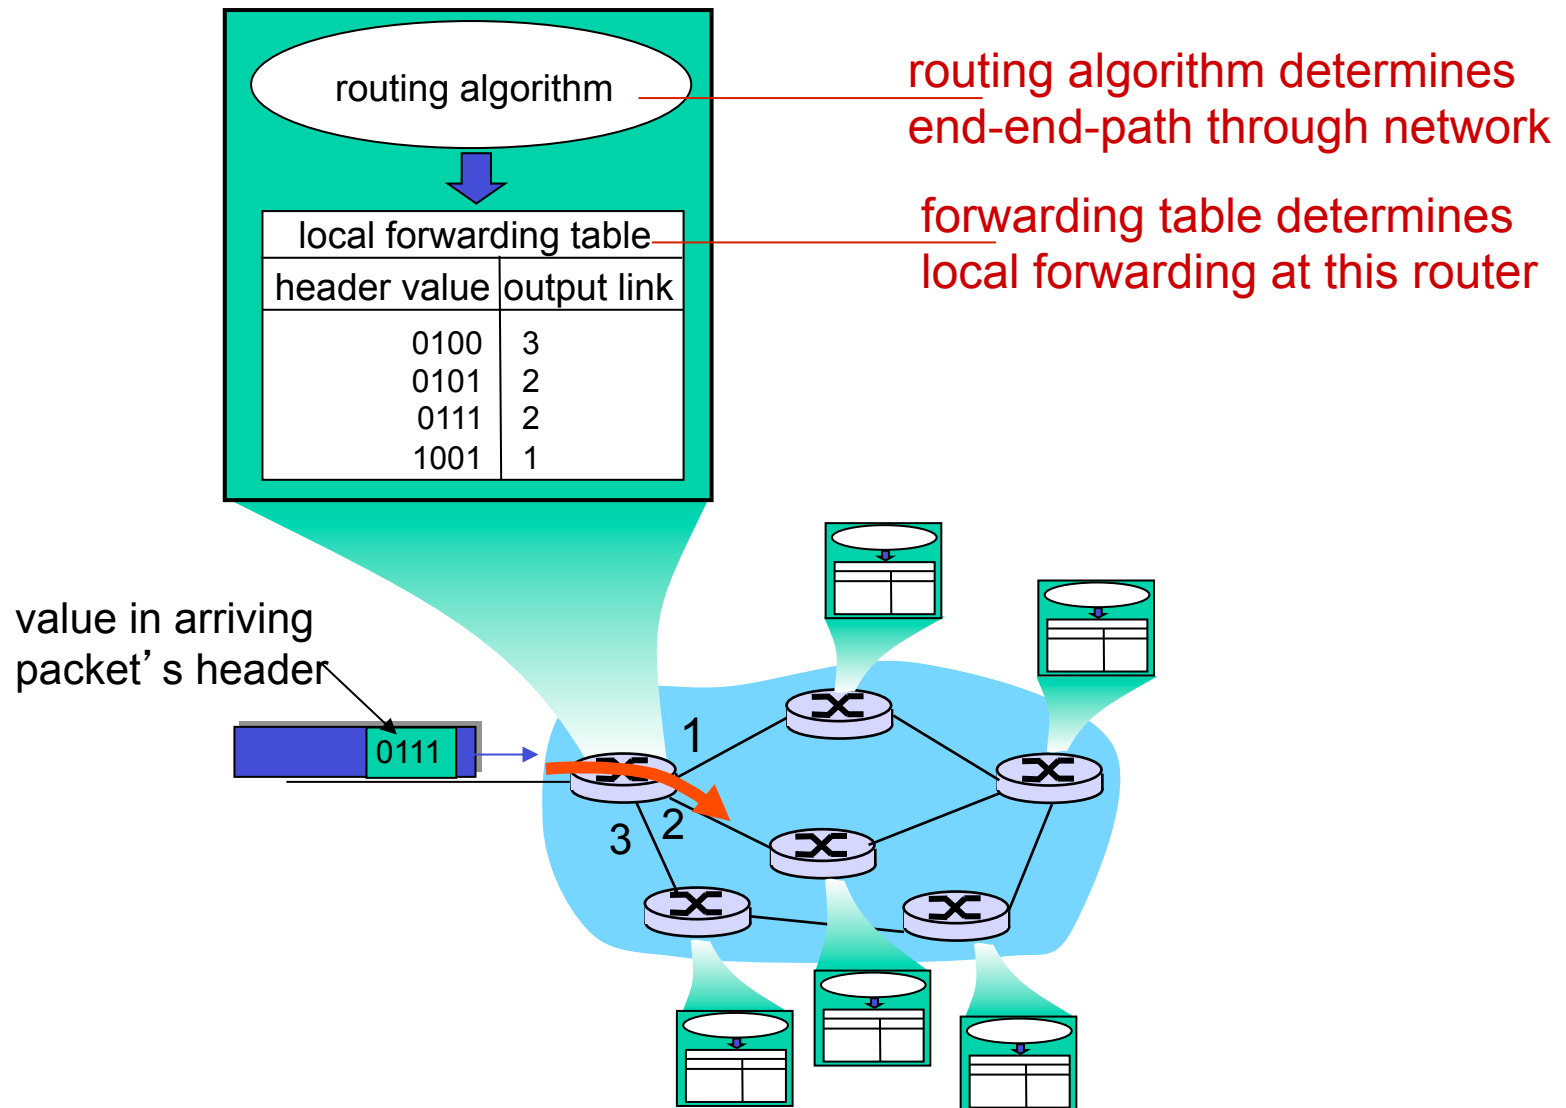 routing algorithm
routing algorithm determines
end-end-path through network
local forwarding table
forwarding table determines
local forwarding at this router
header value output link
0100 3
0101 2
0111 2
1001 1
value in arriving
packet’s header
0111
1
2
3